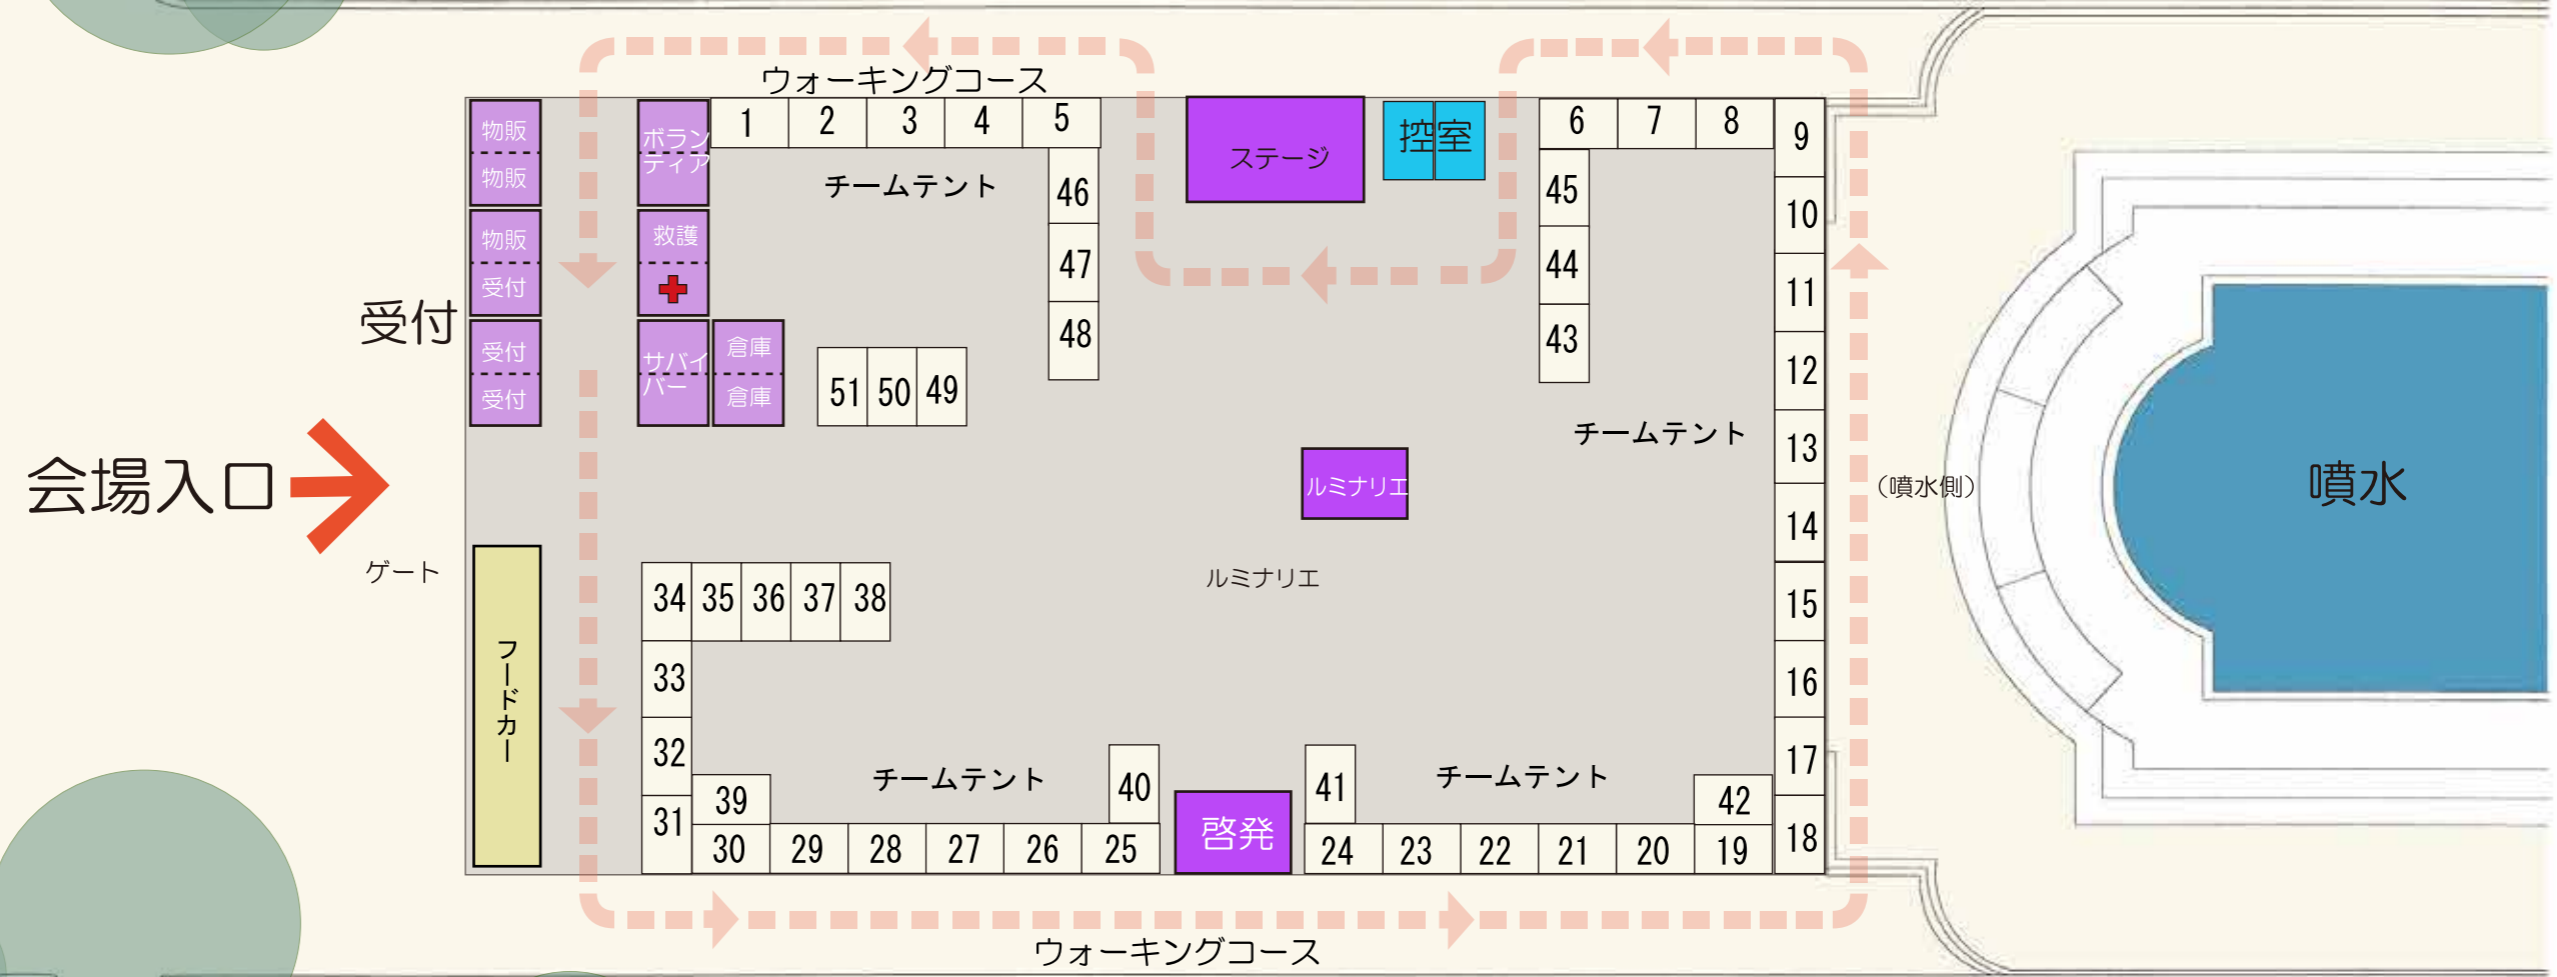 ウォーキングコース
物販
物販
ボラン
ティア
1 2 3 4 5
ステージ
控室
6 7 8 9
チームテント
46
45
10
物販
受付
救護
47
44
11
受付
受付
受付
サバイ
バー
倉庫
倉庫
51 50 49
48
43
12
チームテント
13
会場入口
ルミナリエ
(噴水側)
噴水
14
ゲート
ルミナリエ
フードカー
34 35 36 37 38
15
33
16
32
17
チームテント
40
41
チームテント
39
42
31
啓発
18
30 29 28 27 26 25
24 23 22 21 20 19
ウォーキングコース